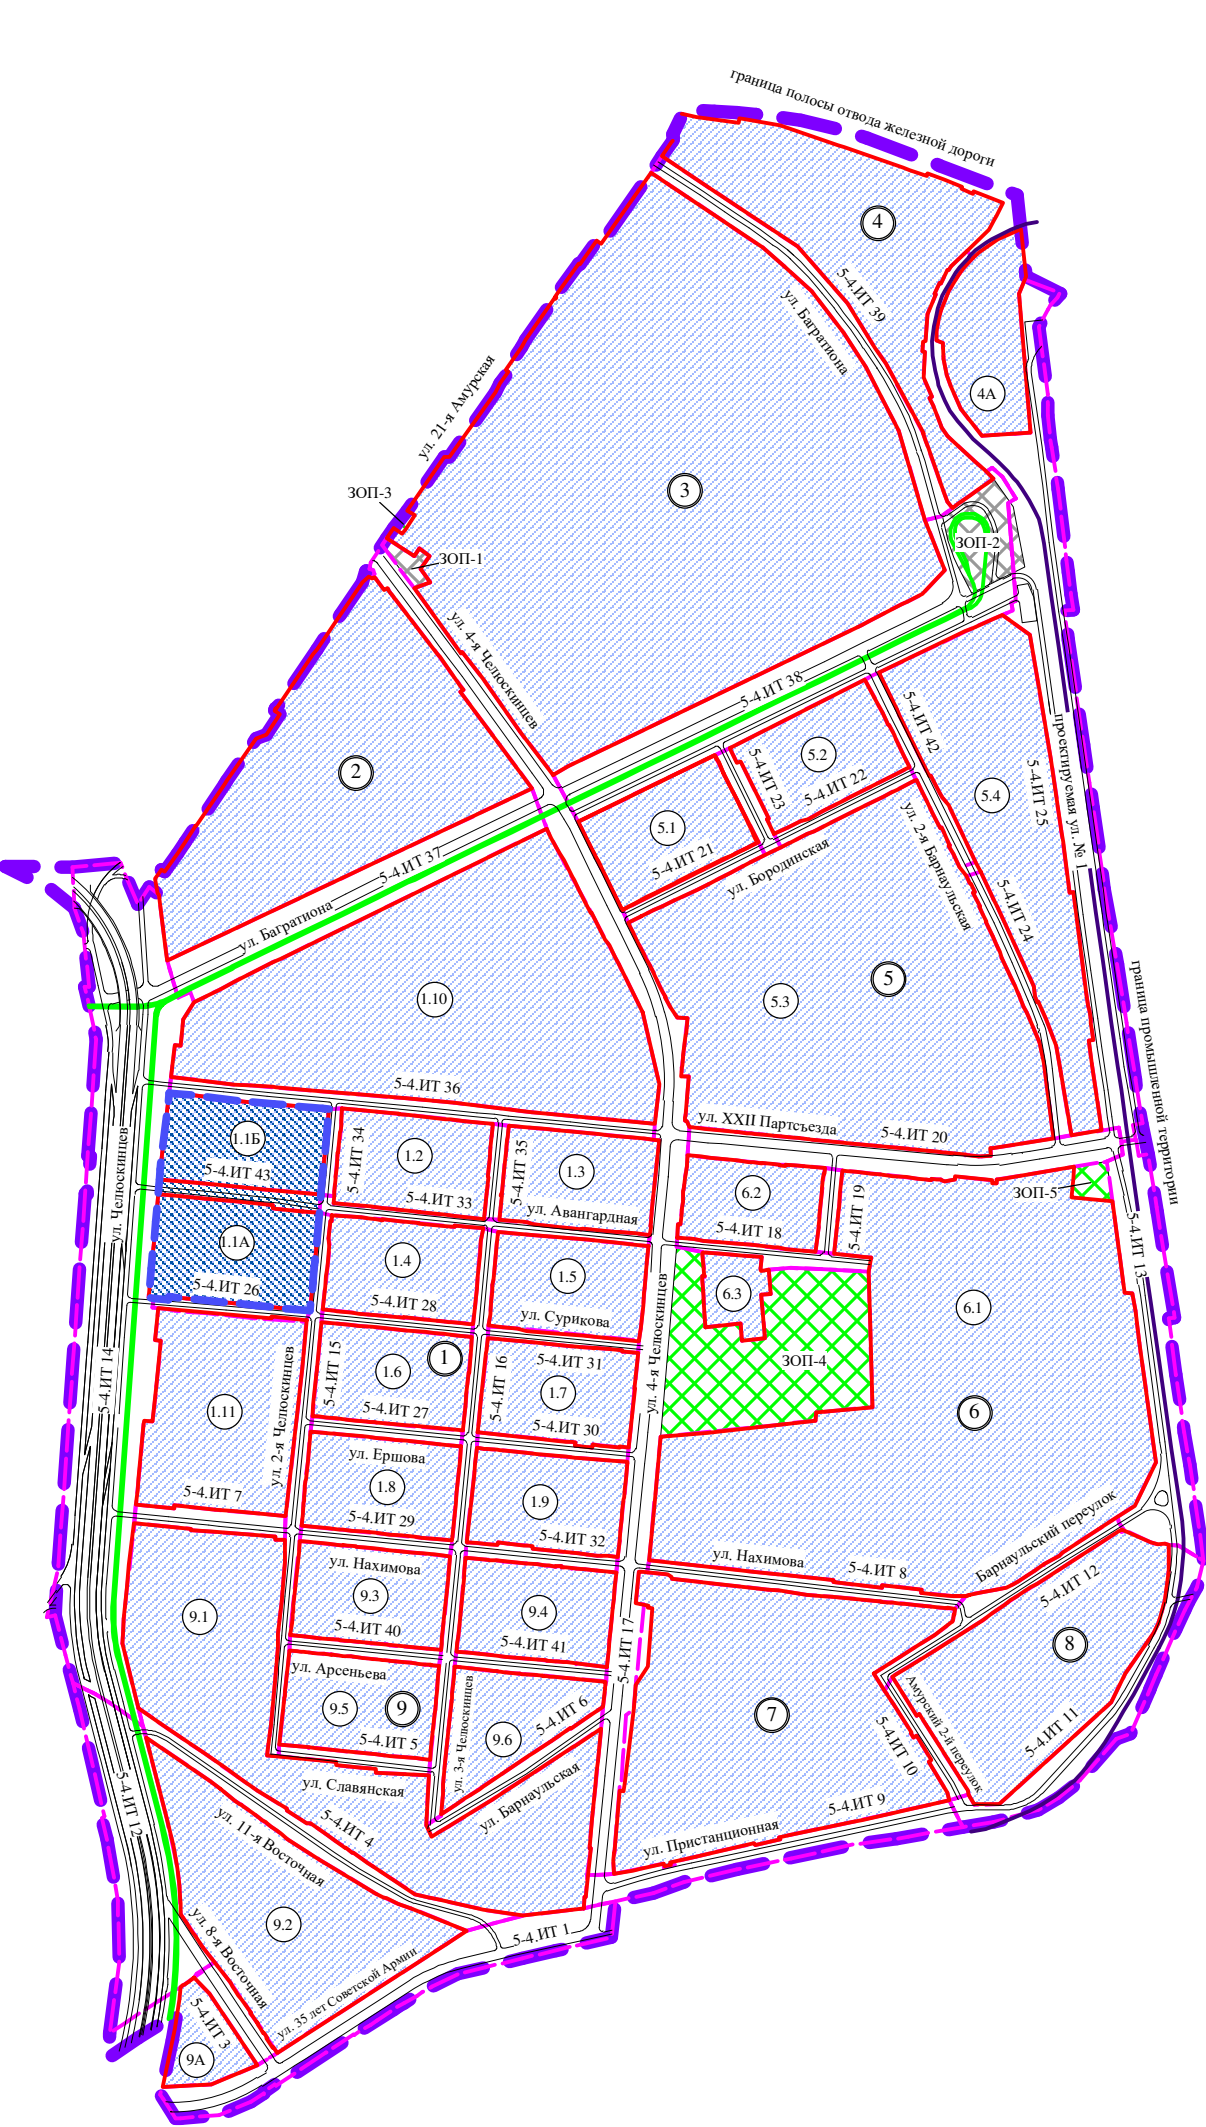 граница полосы отвода железной дороги
4
5-4.ИТ 39
ул. Багратиона
4А
ул. 21-я Амурская
3
ЗОП-3
ЗОП-2
ЗОП-1
ул. 4-я Челюскинцев
5-4.ИТ 38
5-4.ИТ 42
проектируемая ул. № 1
2
5.2
5-4.ИТ 23
5-4.ИТ 22
5.4
5-4.ИТ 25
5.1
5-4.ИТ 21
ул. Бородинская
ул. 2-я Барнаульская
5-4.ИТ 37
ул. Багратиона
5-4.ИТ 24
5
5.3
1.10
граница промышленной территории
5-4.ИТ 36
ул. XXII Партсъезда
5-4.ИТ 20
ул. Челюскинцев
1.1Б
5-4.ИТ 43
5-4.ИТ 34
1.2
5-4.ИТ 35
1.3
5-4.ИТ 33
ул. Авангардная
6.2
5-4.ИТ 19
5-4.ИТ 18
ЗОП-5
5-4.ИТ 13
1.1А
5-4.ИТ 26
1.4
1.5
5-4.ИТ 28
ул. Сурикова
6.3
6.1
ул. 4-я Челюскинцев
5-4.ИТ 14
ул. 2-я Челюскинцев
5-4.ИТ 15
1
5-4.ИТ 16
5-4.ИТ 31
ЗОП-4
1.6
1.7
5-4.ИТ 27
5-4.ИТ 30
1.11
6
ул. Ершова
1.8
1.9
5-4.ИТ 7
5-4.ИТ 29
5-4.ИТ 32
Барнаульский переулок
ул. Нахимова
ул. Нахимова
5-4.ИТ 8
5-4.ИТ 12
9.3
9.4
9.1
5-4.ИТ 40
5-4.ИТ 41
5-4.ИТ 17
8
ул. Арсеньева
9.5
9
5-4.ИТ 5
ул. 3-я Челюскинцев
9.6
5-4.ИТ 6
7
Амурский 2-й переулок
5-4.ИТ 10
5-4.ИТ 11
ул. Славянская
ул. Барнаульская
5-4.ИТ 12
5-4.ИТ 4
ул. 11-я Восточная
ул. Пристанционная
5-4.ИТ 9
9.2
5-4.ИТ 1
ул. 8-я Восточная
ул. 35 лет Советской Армии
5-4.ИТ 3
9А